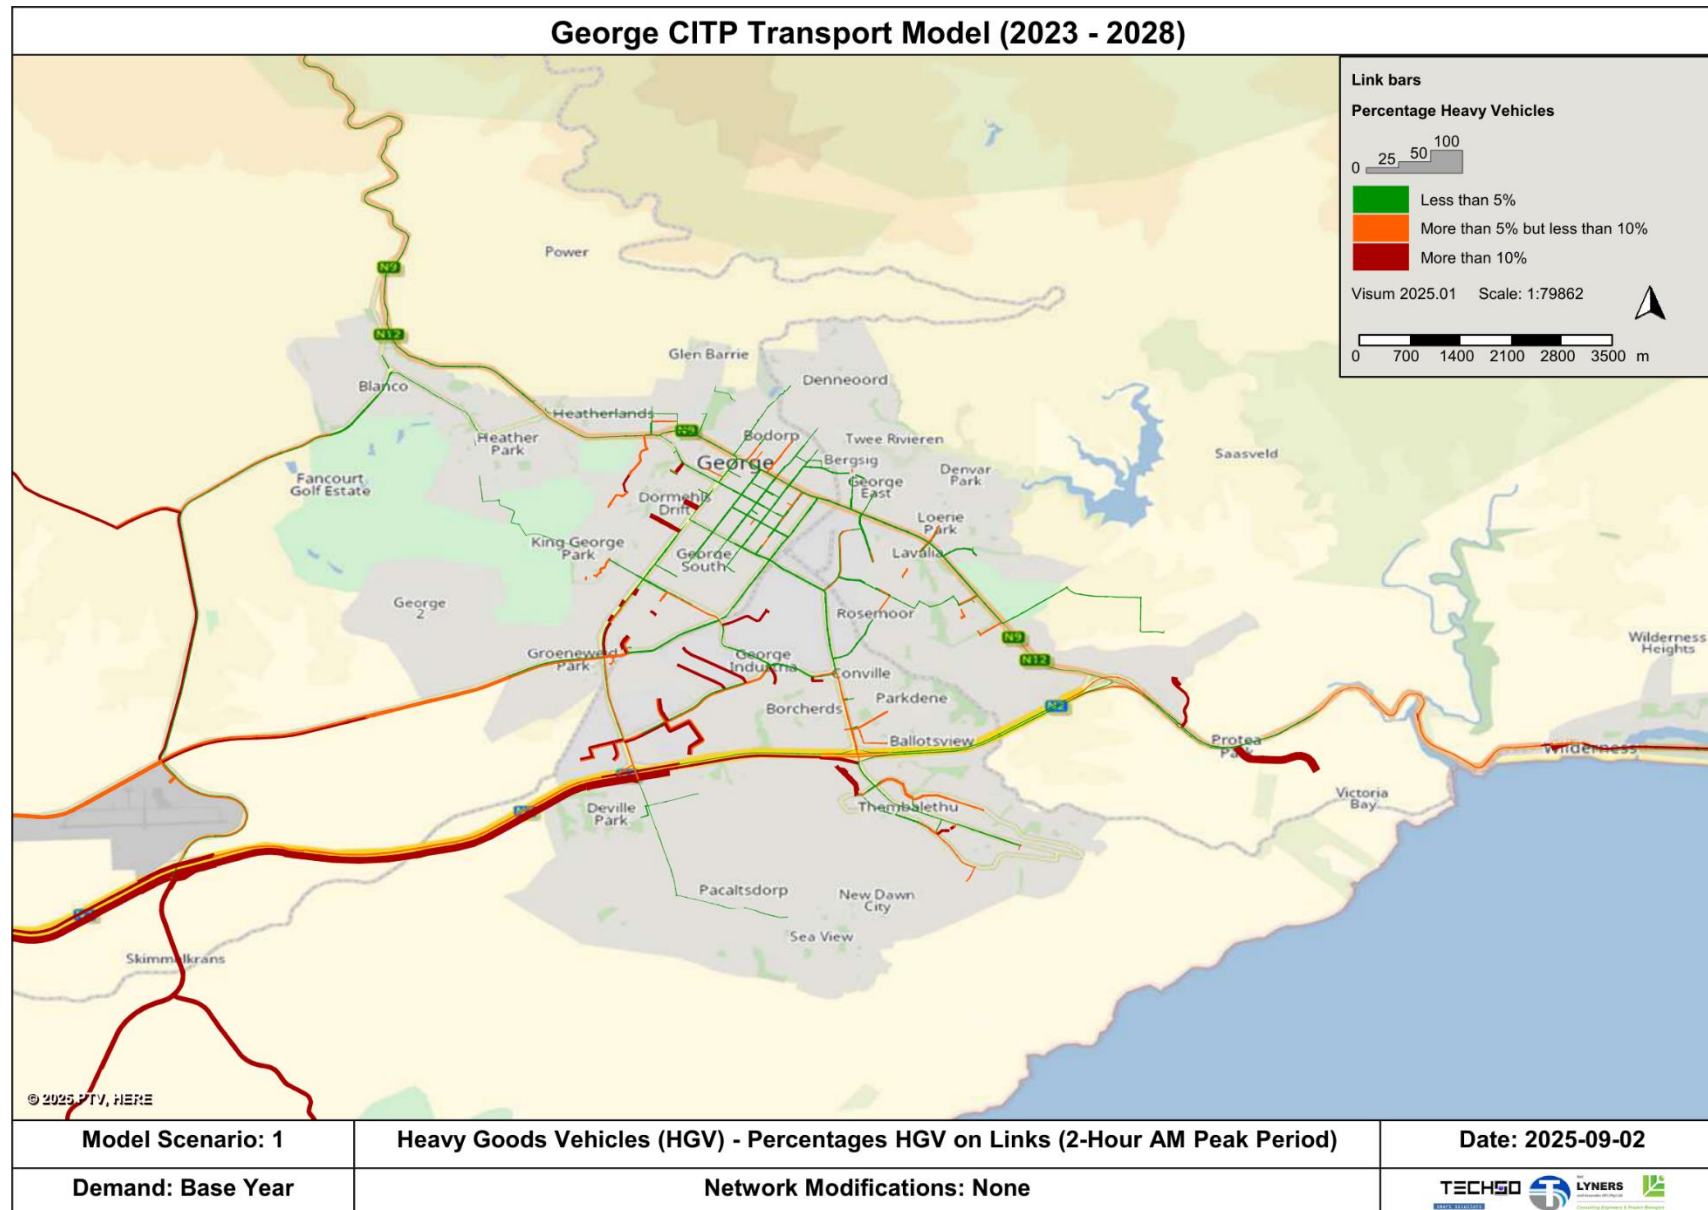 George CITP Transport Model (2023 - 2028)
Link bars
Percentage Heavy Vehicles
0 25 50 100
Less than 5%
More than 5% but less than 10%
More than 10%
Visum 2025.01 Scale: 1:79862
0 700 1400 2100 2800 3500 m
Power
N9
N12
Glen Barrie
Blanco
Denneoord
Heatherlands
N9
Heather
Park
Bodorp
Twee Rivieren
George
Bergsig
Saasveld
Fancourt
Golf Estate
Denvar
Park
George
East
Dormehls
Drift
Loerie
Park
King George
Park
George
South
Lavalia
George
2
Rosemoor
N9
Wilderness
Heights
Groeneweid
Park
George
Industria
N12
Conville
Parkdene
Borcherds
N2
Ballotsview
Protea
Park
Wilderness
Victoria
Bay
Deville
Park
Thembalethu
Pacaltsdorp
New Dawn
City
Sea View
Skimmelkrans
© 2025 PTV, HERE
Model Scenario: 1
Heavy Goods Vehicles (HGV) - Percentages HGV on Links (2-Hour AM Peak Period)
Date: 2025-09-02
Demand: Base Year
Network Modifications: None
TECHSO
LYNERS